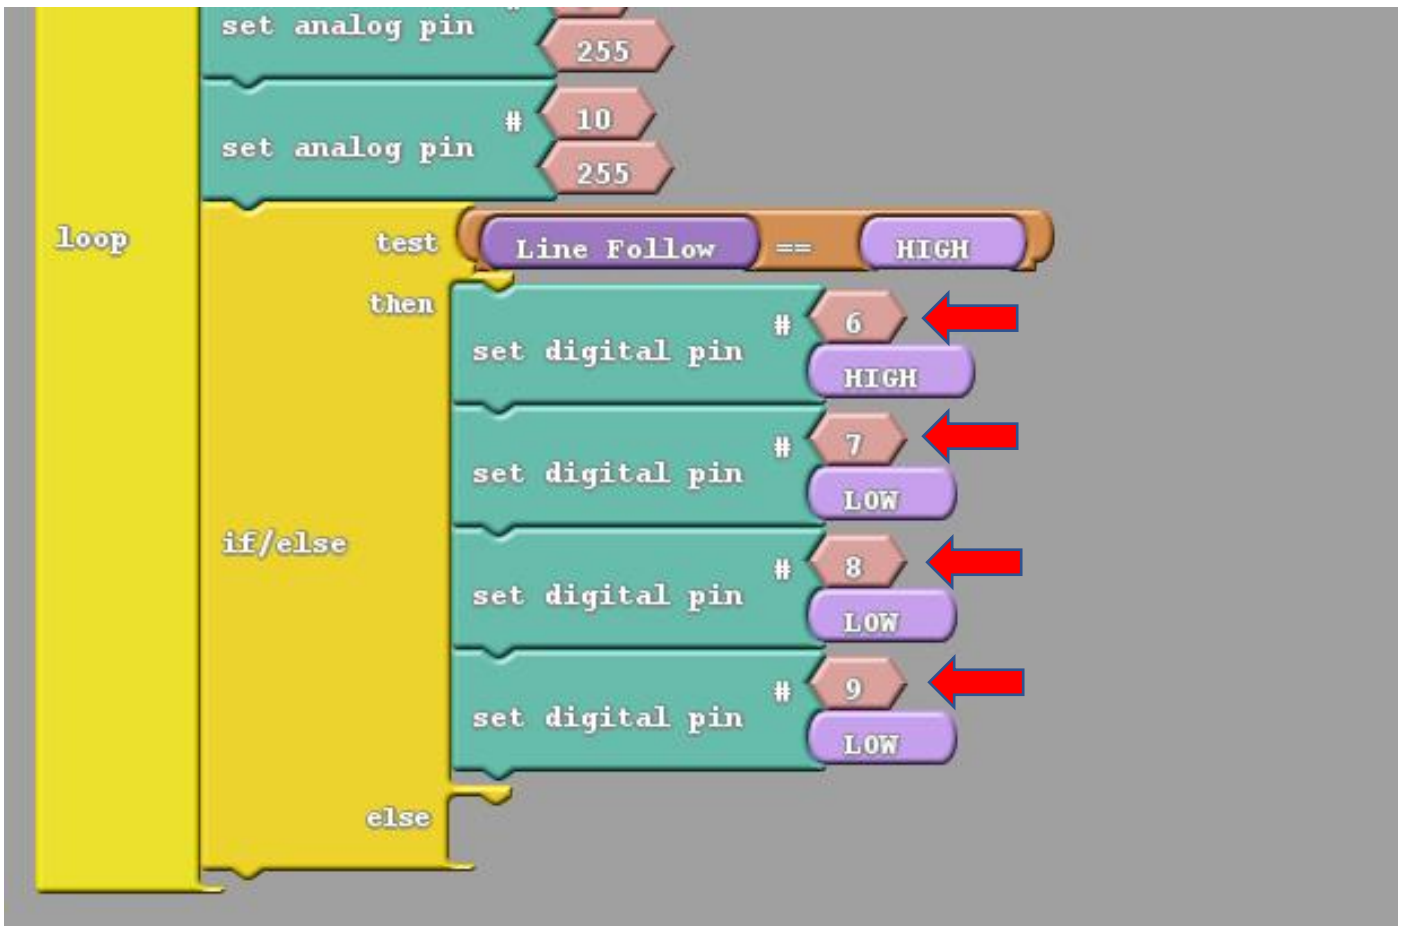 set analog pin
255
set analog pin # 10
255
loop
test Line Follow == HIGH
then
set digital pin # 6
HIGH
set digital pin # 7
LOW
if/else
set digital pin # 8
LOW
set digital pin # 9
LOW
else